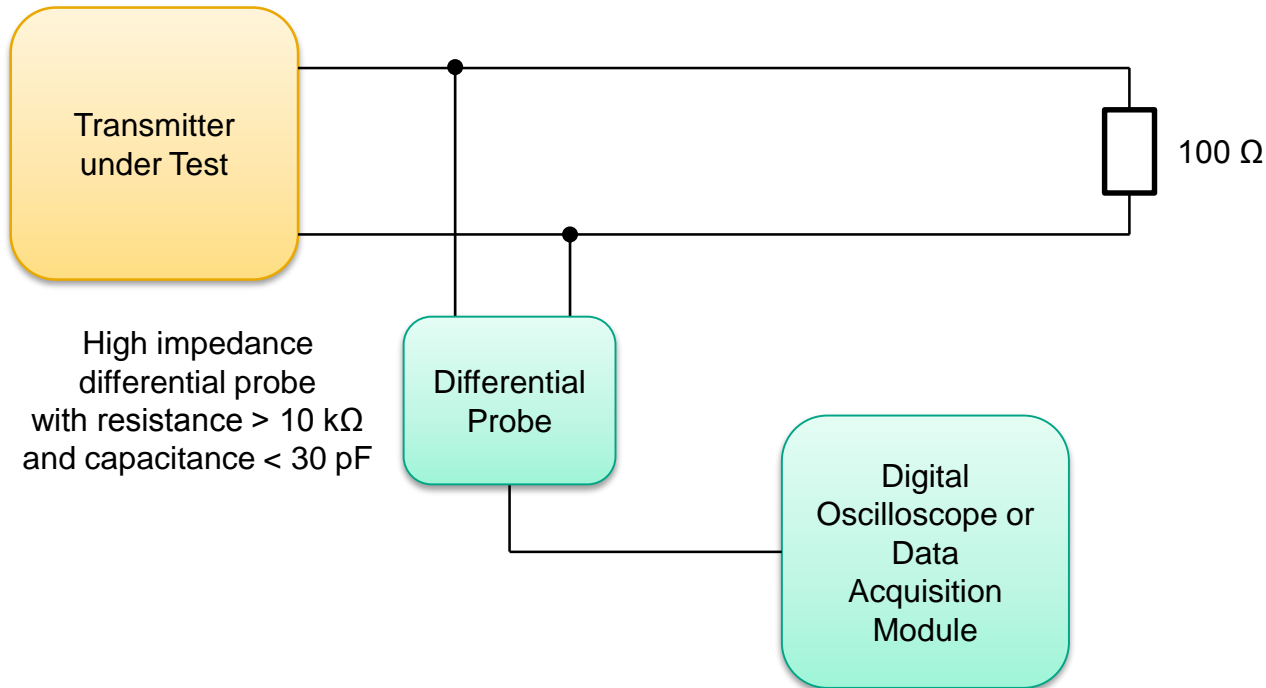 Transmitter
under Test
100 Ω
High impedance
differential probe
with resistance > 10 kΩ
and capacitance < 30 pF
Differential
Probe
Digital
Oscilloscope or
Data
Acquisition
Module